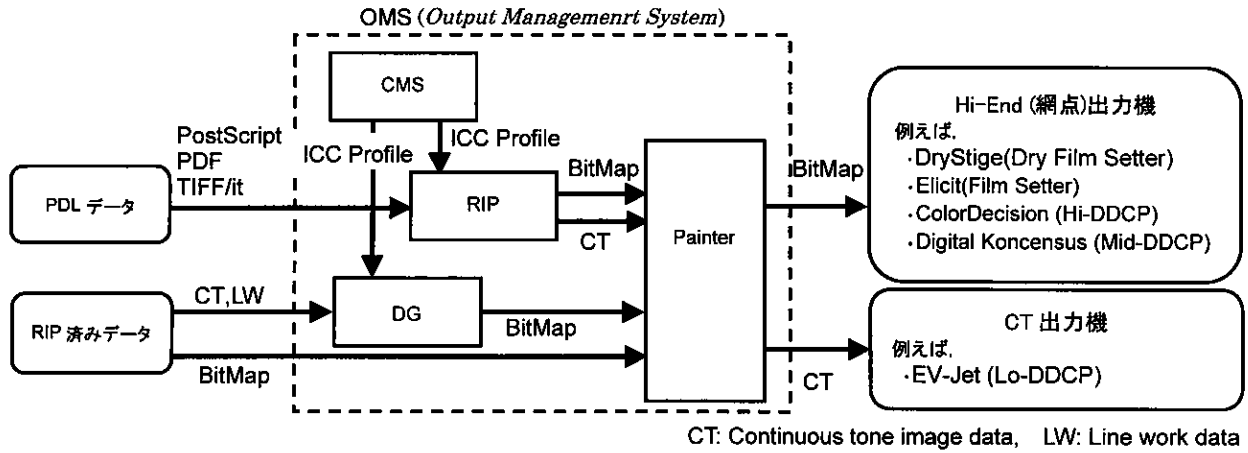 OMS (Output Managemenrt System)
CMS
ICC Profile
ICC Profile
PostScript
PDF
TIFF/it
PDL データ
RIP
BitMap
CT
Painter
BitMap
Hi-End (網点)出力機
例えば,
・DryStige(Dry Film Setter)
・Elicit(Film Setter)
・ColorDecision (Hi-DDCP)
・Digital Koncensus (Mid-DDCP)
RIP 済みデータ
CT,LW
DG
BitMap
BitMap
CT
CT 出力機
例えば,
・EV-Jet (Lo-DDCP)
CT: Continuous tone image data, LW: Line work data